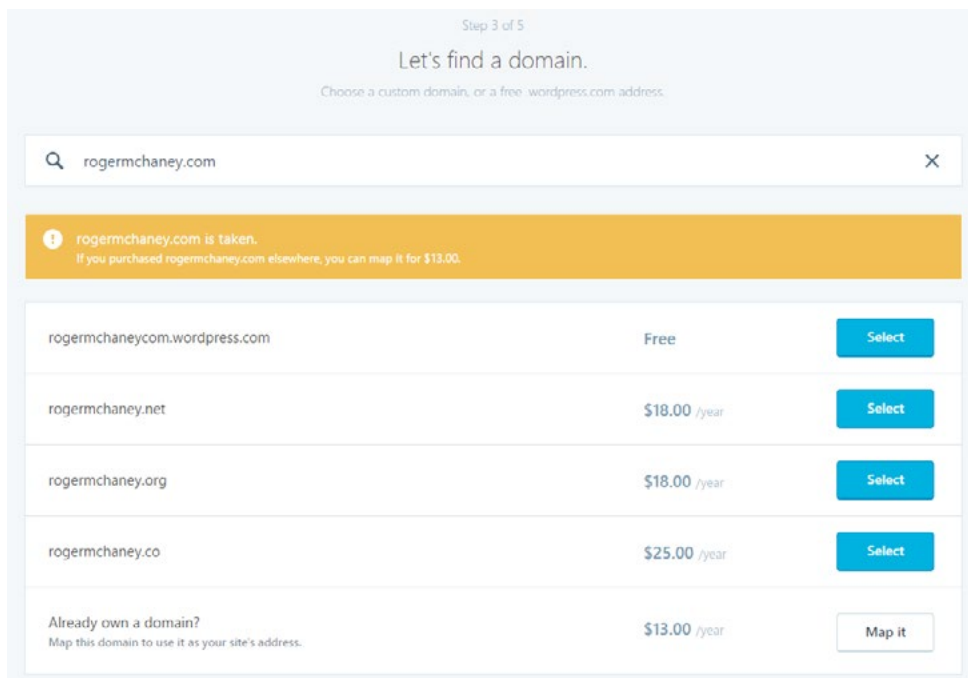 Step 3 of 5
Let's find a domain.
Choose a custom domain, or a free .wordpress.com address.
rogermchaney.com
rogermchaney.com is taken.
If you purchased rogermchaney.com elsewhere, you can map it for $13.00.
rogermchaneycom.wordpress.com Free Select
rogermchaney.net $18.00 /year Select
rogermchaney.org $18.00 /year Select
rogermchaney.co $25.00 /year Select
Already own a domain?
Map this domain to use it as your site's address.
$13.00 /year Map it